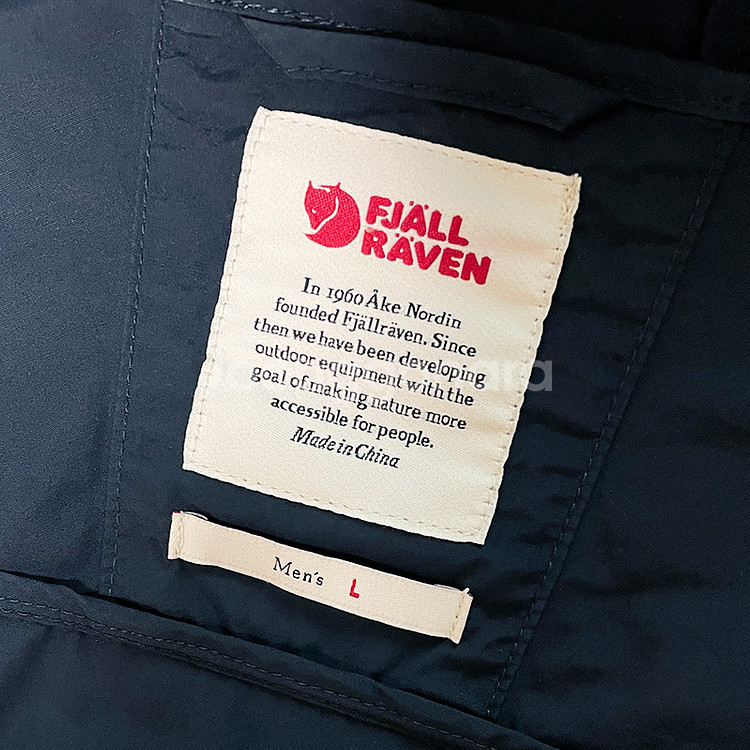 FJÄLL
RÄVEN
In 1960 Åke Nordin
founded Fjällräven. Since
then we have been developing
outdoor equipment with the
goal of making nature more
accessible for people.
Made in China
Men's L